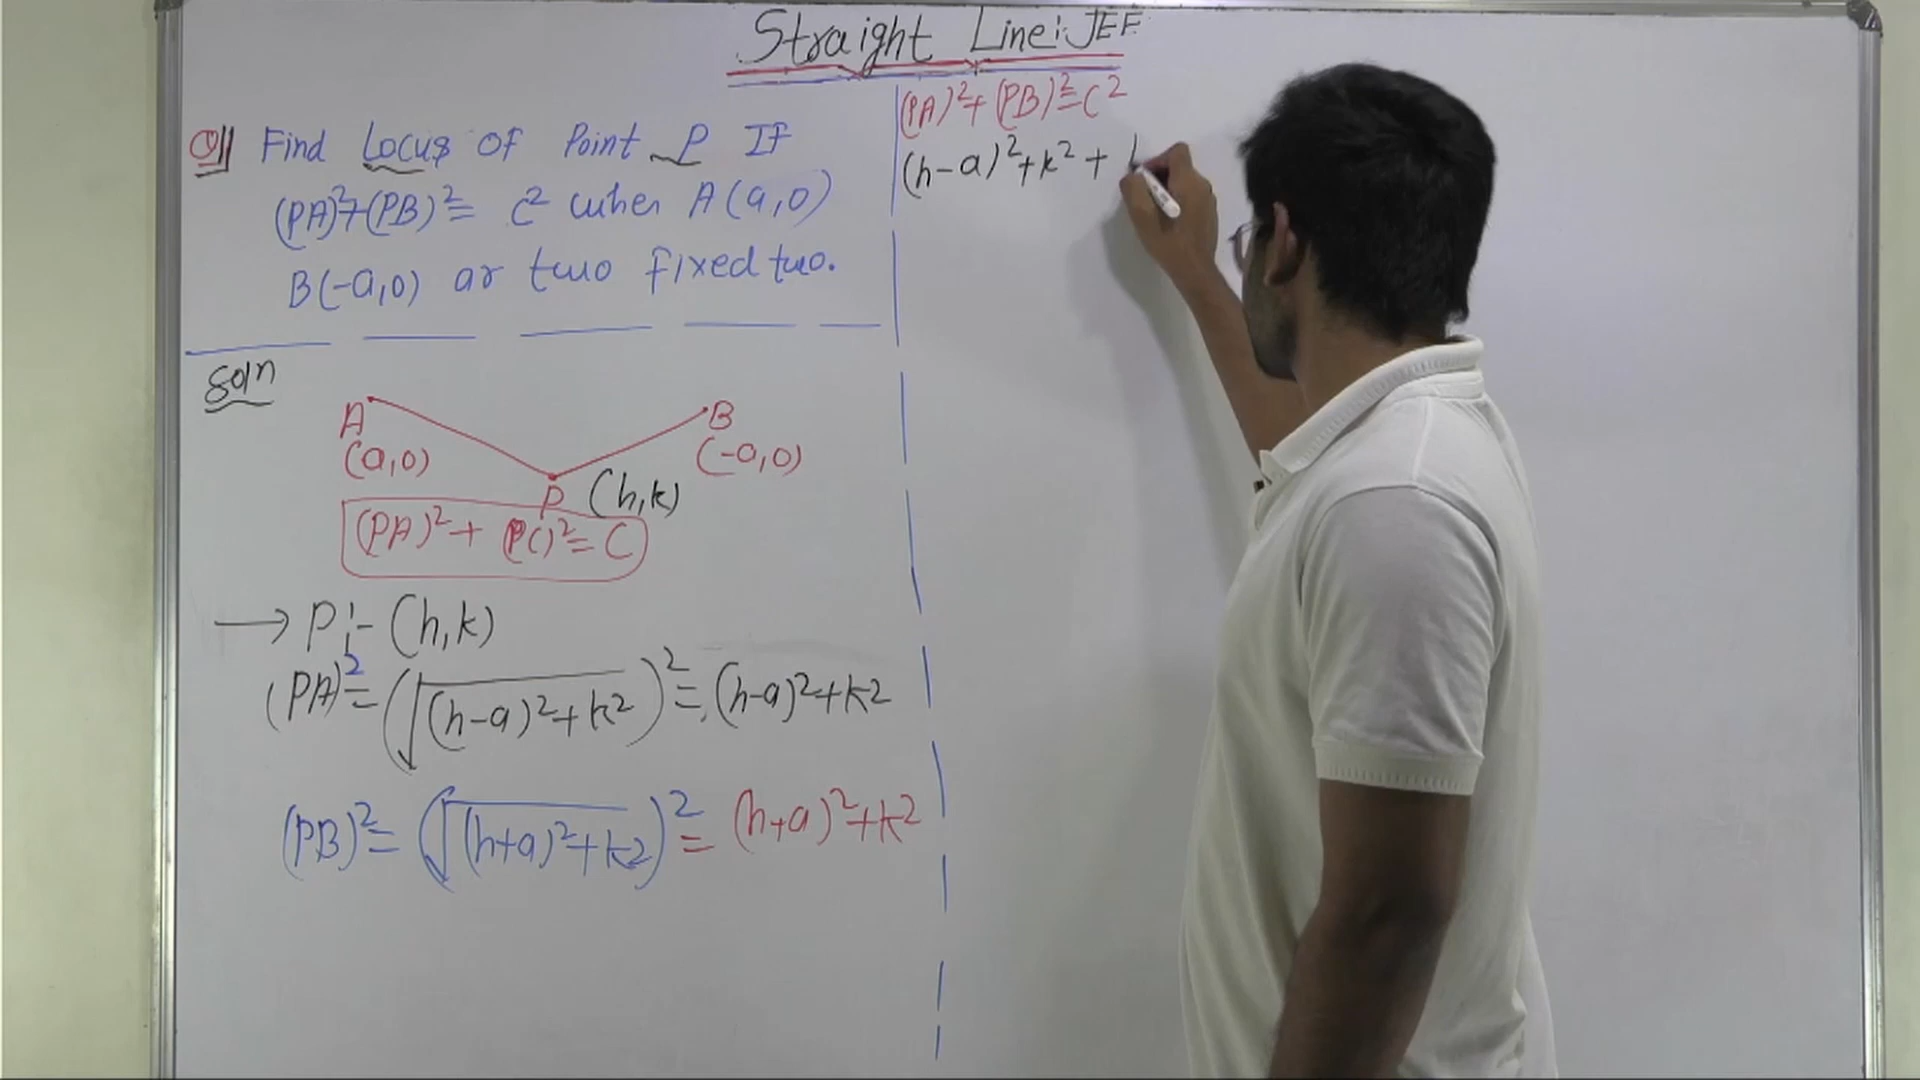 Straight Line: JEE
Q1 Find Locus Of Point P If
(PA)²+(PB)²= c² when A(a,0)
B(-a,0) ar two fixed two.
Soln
A
(a,0)
B
(-a,0)
P (h,k)
(PA)²+ P()²= C
→ P:- (h,k)
(PA)²= (√(h-a)²+k²)²= (h-a)²+k²
(PB)²= (√(h+a)²+k²)²= (h+a)²+k²
(PA)²+(PB)²=C²
(h-a)²+k²+